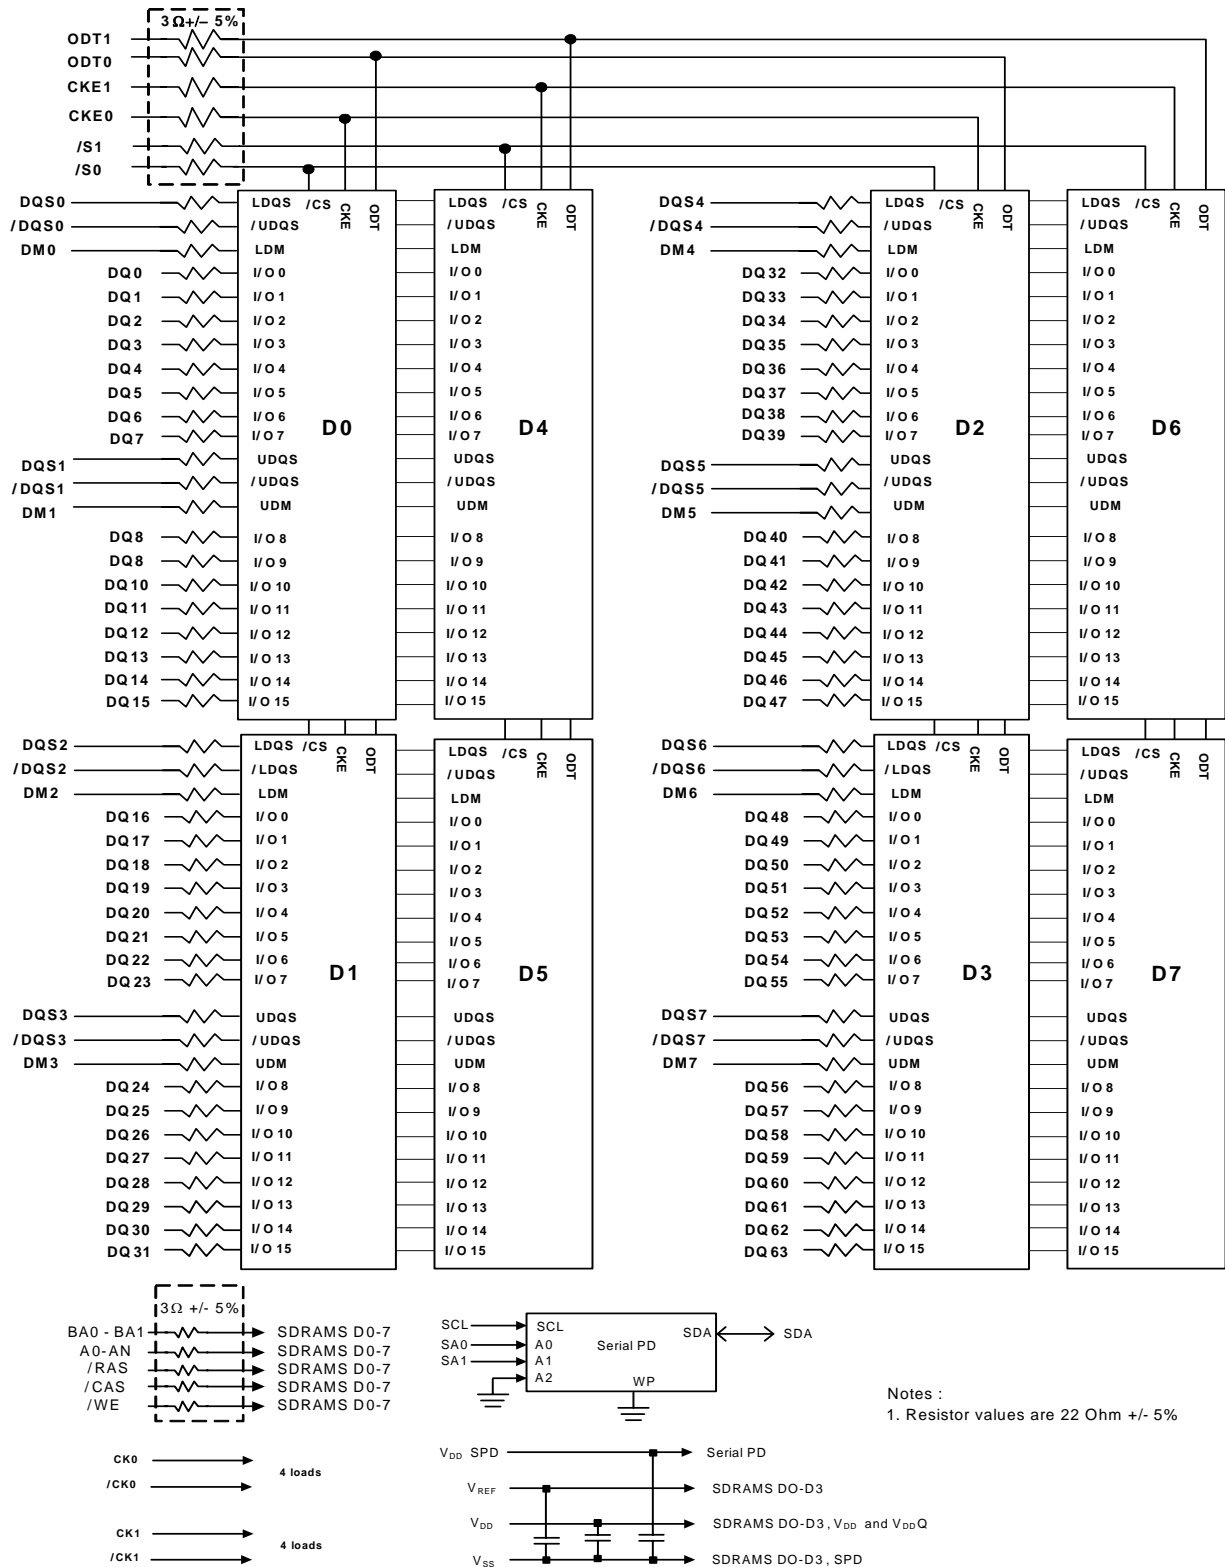 3 Ω +/- 5%
ODT1
ODT0
CKE1
CKE0
/S1
/S0
DQS0
/DQS0
DM0
DQ0
DQ1
DQ2
DQ3
DQ4
DQ5
DQ6
DQ7
DQS1
/DQS1
DM1
DQ8
DQ8
DQ10
DQ11
DQ12
DQ13
DQ14
DQ15
LDQS /CS CKE ODT
/UDQS
LDM
I/O 0
I/O 1
I/O 2
I/O 3
I/O 4
I/O 5
I/O 6
I/O 7
D0
UDQS
/UDQS
UDM
I/O 8
I/O 9
I/O 10
I/O 11
I/O 12
I/O 13
I/O 14
I/O 15
LDQS /CS CKE ODT
/UDQS
LDM
I/O 0
I/O 1
I/O 2
I/O 3
I/O 4
I/O 5
I/O 6
I/O 7
D4
UDQS
/UDQS
UDM
I/O 8
I/O 9
I/O 10
I/O 11
I/O 12
I/O 13
I/O 14
I/O 15
DQS4
/DQS4
DM4
DQ32
DQ33
DQ34
DQ35
DQ36
DQ37
DQ38
DQ39
DQS5
/DQS5
DM5
DQ40
DQ41
DQ42
DQ43
DQ44
DQ45
DQ46
DQ47
LDQS /CS CKE ODT
/UDQS
LDM
I/O 0
I/O 1
I/O 2
I/O 3
I/O 4
I/O 5
I/O 6
I/O 7
D2
UDQS
/UDQS
UDM
I/O 8
I/O 9
I/O 10
I/O 11
I/O 12
I/O 13
I/O 14
I/O 15
LDQS /CS CKE ODT
/UDQS
LDM
I/O 0
I/O 1
I/O 2
I/O 3
I/O 4
I/O 5
I/O 6
I/O 7
D6
UDQS
/UDQS
UDM
I/O 8
I/O 9
I/O 10
I/O 11
I/O 12
I/O 13
I/O 14
I/O 15
DQS2
/DQS2
DM2
DQ16
DQ17
DQ18
DQ19
DQ20
DQ21
DQ22
DQ23
DQS3
/DQS3
DM3
DQ24
DQ25
DQ26
DQ27
DQ28
DQ29
DQ30
DQ31
LDQS /CS CKE ODT
/LDQS
LDM
I/O 0
I/O 1
I/O 2
I/O 3
I/O 4
I/O 5
I/O 6
I/O 7
D1
UDQS
/UDQS
UDM
I/O 8
I/O 9
I/O 10
I/O 11
I/O 12
I/O 13
I/O 14
I/O 15
LDQS /CS CKE ODT
/UDQS
LDM
I/O 0
I/O 1
I/O 2
I/O 3
I/O 4
I/O 5
I/O 6
I/O 7
D5
UDQS
/UDQS
UDM
I/O 8
I/O 9
I/O 10
I/O 11
I/O 12
I/O 13
I/O 14
I/O 15
DQS6
/DQS6
DM6
DQ48
DQ49
DQ50
DQ51
DQ52
DQ53
DQ54
DQ55
DQS7
/DQS7
DM7
DQ56
DQ57
DQ58
DQ59
DQ60
DQ61
DQ62
DQ63
LDQS /CS CKE ODT
/LDQS
LDM
I/O 0
I/O 1
I/O 2
I/O 3
I/O 4
I/O 5
I/O 6
I/O 7
D3
UDQS
/UDQS
UDM
I/O 8
I/O 9
I/O 10
I/O 11
I/O 12
I/O 13
I/O 14
I/O 15
LDQS /CS CKE ODT
/UDQS
LDM
I/O 0
I/O 1
I/O 2
I/O 3
I/O 4
I/O 5
I/O 6
I/O 7
D7
UDQS
/UDQS
UDM
I/O 8
I/O 9
I/O 10
I/O 11
I/O 12
I/O 13
I/O 14
I/O 15
3Ω +/- 5%
BA0 - BA1 SDRAMS D0-7
A0-AN SDRAMS D0-7
/RAS SDRAMS D0-7
/CAS SDRAMS D0-7
/WE SDRAMS D0-7
SCL SCL
SA0 A0
SA1 A1
A2
Serial PD
WP
SDA SDA
Notes :
1. Resistor values are 22 Ohm +/- 5%
CK0
/CK0
4 loads
CK1
/CK1
4 loads
VDD SPD Serial PD
VREF SDRAMS DO-D3
VDD SDRAMS DO-D3, VDD and VDDQ
VSS SDRAMS DO-D3, SPD